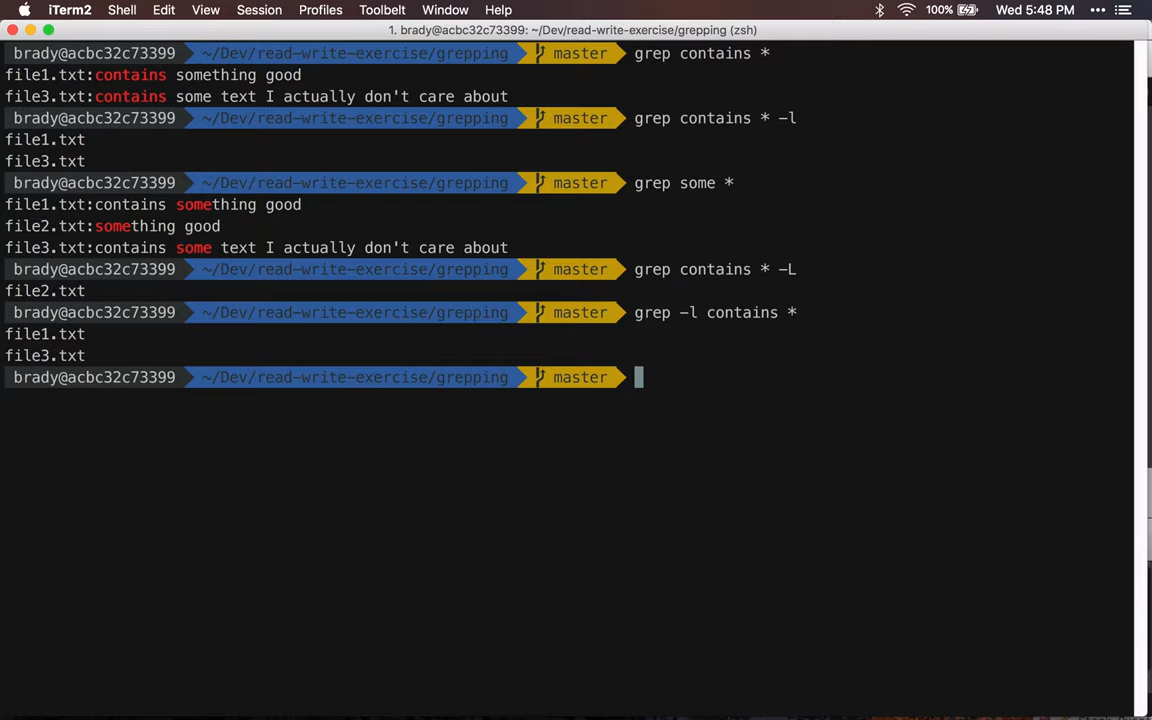 iTerm2 Shell Edit View Session Profiles Toolbelt Window Help 100% Wed 5:48 PM
1. brady@acbc32c73399: ~/Dev/read-write-exercise/grepping (zsh)
brady@acbc32c73399 ~/Dev/read-write-exercise/grepping master grep contains *
file1.txt:contains something good
file3.txt:contains some text I actually don't care about
brady@acbc32c73399 ~/Dev/read-write-exercise/grepping master grep contains * -l
file1.txt
file3.txt
brady@acbc32c73399 ~/Dev/read-write-exercise/grepping master grep some *
file1.txt:contains something good
file2.txt:something good
file3.txt:contains some text I actually don't care about
brady@acbc32c73399 ~/Dev/read-write-exercise/grepping master grep contains * -L
file2.txt
brady@acbc32c73399 ~/Dev/read-write-exercise/grepping master grep -l contains *
file1.txt
file3.txt
brady@acbc32c73399 ~/Dev/read-write-exercise/grepping master